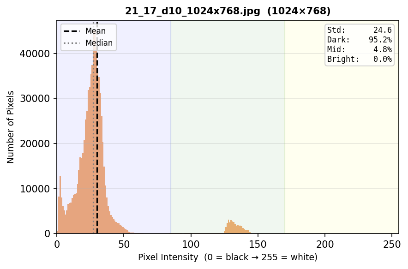 21_17_d10_1024x768.jpg (1024×768)
Number of Pixels
40000
30000
20000
10000
0
Mean
Median
Std: 24.6
Dark: 95.2%
Mid: 4.8%
Bright: 0.0%
0 50 100 150 200 250
Pixel Intensity (0 = black → 255 = white)